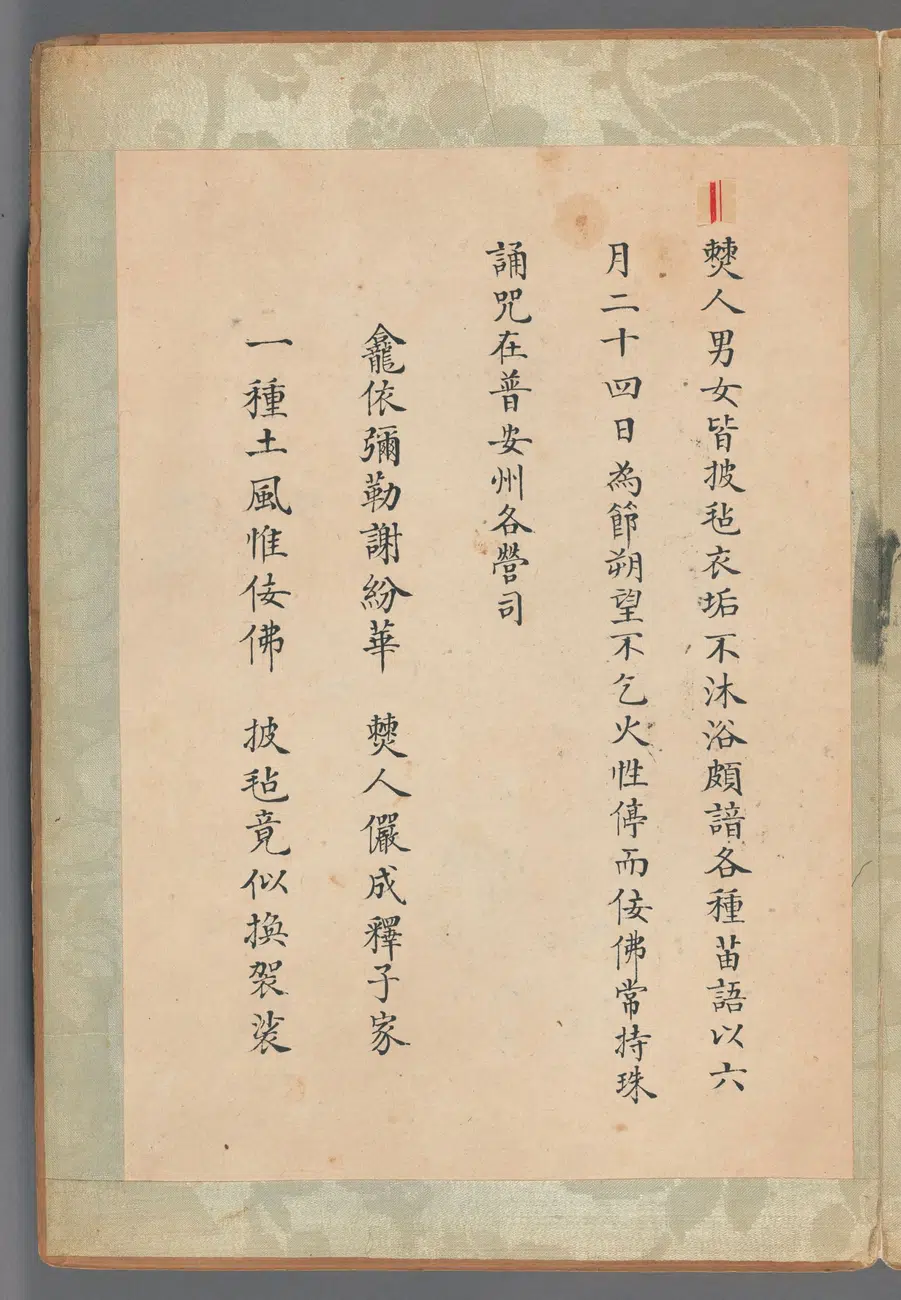 僰人男女皆披毡衣垢不沐浴頗諳各種苗語以六
月二十四日為節朔望不乞火性停而佞佛常持珠
誦咒在普安州各營司
龕依彌勒謝紛華　僰人儼成釋子家
一種土風惟佞佛　披毡竟似換袈裟